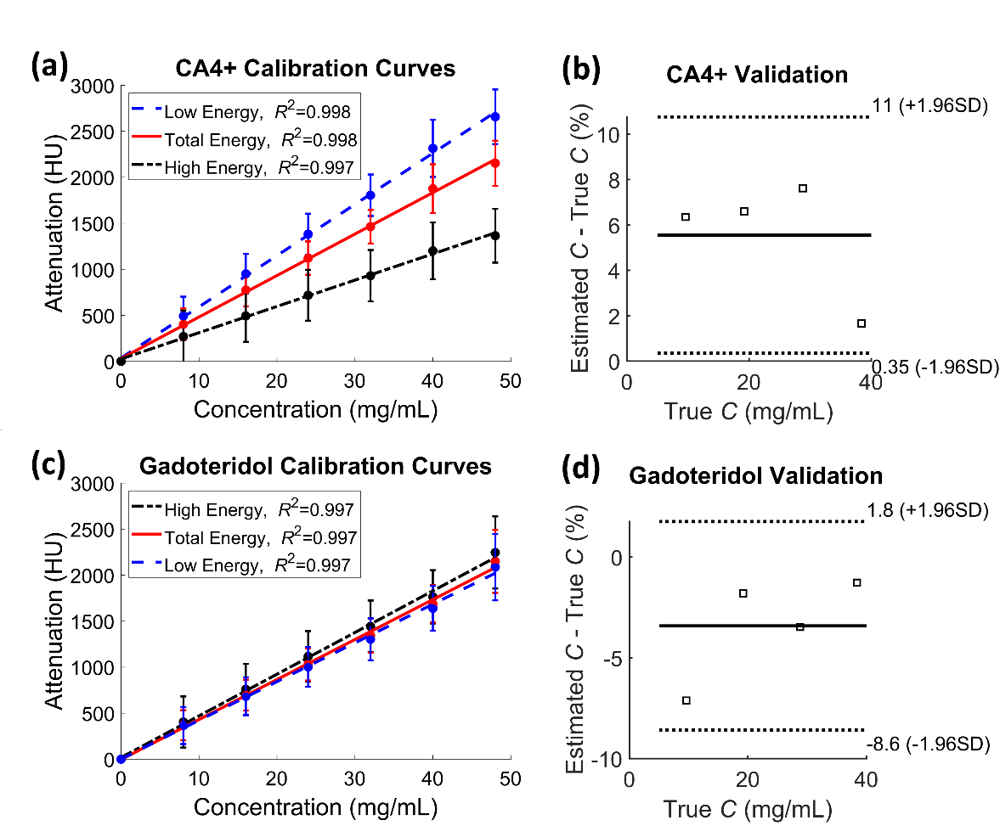 (a)
CA4+ Calibration Curves
3000
2500
2000
1500
1000
500
0
Attenuation (HU)
Low Energy, R2=0.998
Total Energy, R2=0.998
High Energy, R2=0.997
0 10 20 30 40 50
Concentration (mg/mL)
(b)
CA4+ Validation
11 (+1.96SD)
10
8
6
4
2
0
Estimated C - True C (%)
0.35 (-1.96SD)
0 20 40
True C (mg/mL)
(c)
Gadoteridol Calibration Curves
3000
2500
2000
1500
1000
500
0
Attenuation (HU)
High Energy, R2=0.997
Total Energy, R2=0.997
Low Energy, R2=0.997
0 10 20 30 40 50
Concentration (mg/mL)
(d)
Gadoteridol Validation
1.8 (+1.96SD)
0
-5
-10
Estimated C - True C (%)
-8.6 (-1.96SD)
0 20 40
True C (mg/mL)